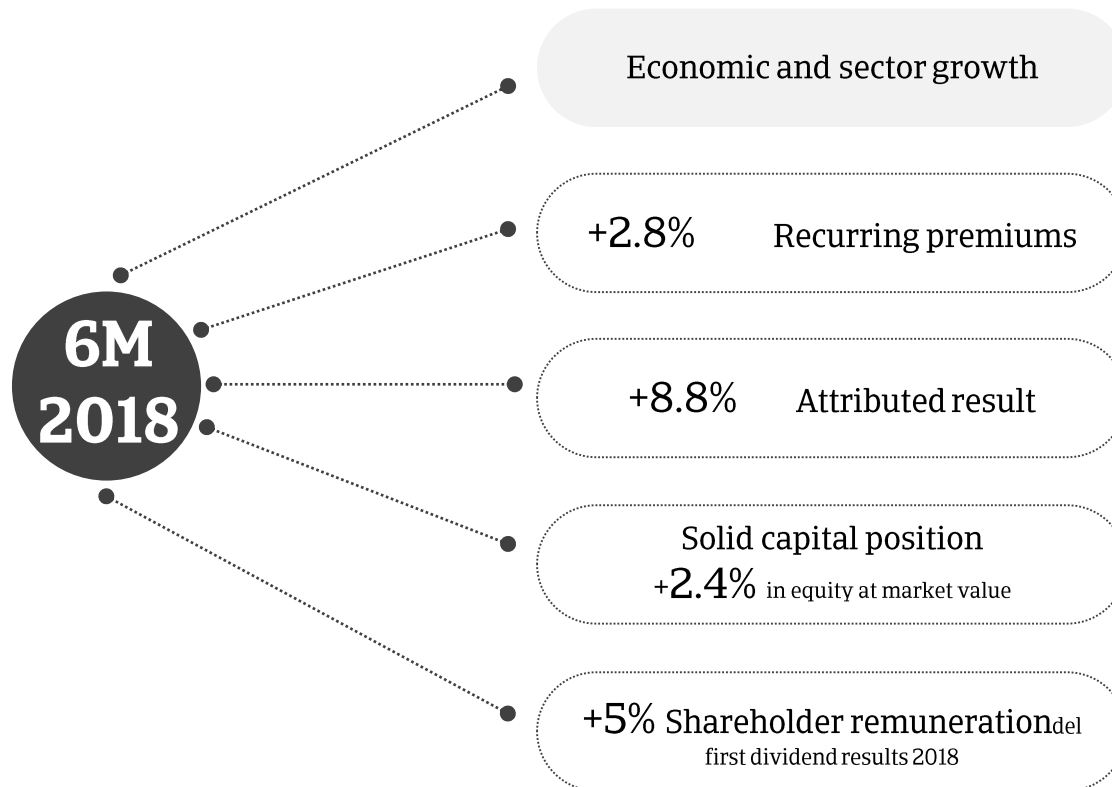 Economic and sector growth
+2.8% Recurring premiums
6M
2018
+8.8% Attributed result
Solid capital position
+2.4% in equity at market value
+5% Shareholder remunerationdel
first dividend results 2018